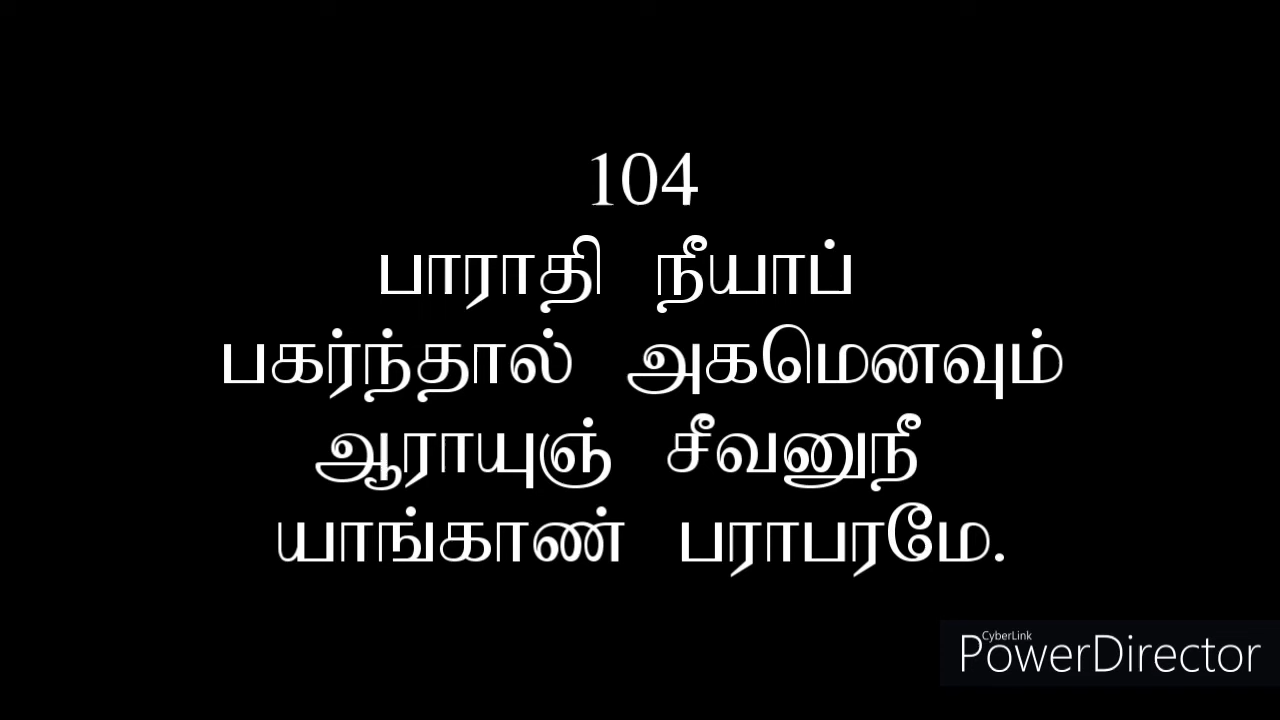 104
பாராதி நீயாப்
பகர்ந்தால் அகமெனவும்
ஆராயுஞ் சீவனுநீ
யாங்காண் பராபரமே.
CyberLink
PowerDirector